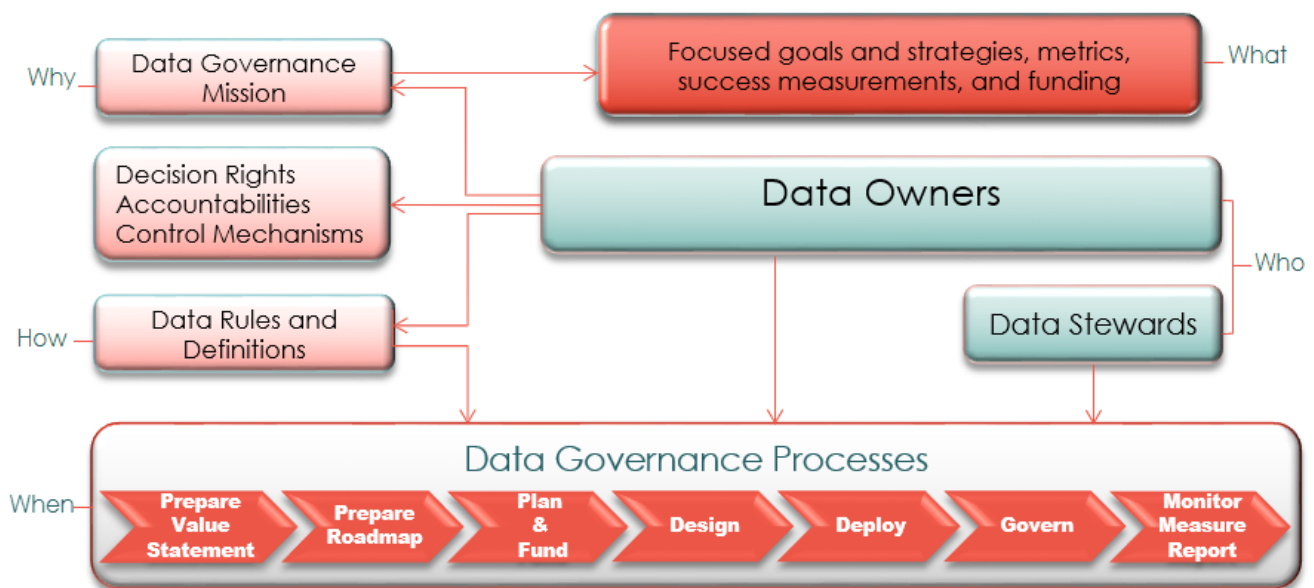 Why
Data Governance
Mission
Focused goals and strategies, metrics,
success measurements, and funding
What
Decision Rights
Accountabilities
Control Mechanisms
Data Owners
Who
Data Stewards
How
Data Rules and
Definitions
When
Data Governance Processes
Prepare
Value
Statement
Prepare
Roadmap
Plan
&
Fund
Design
Deploy
Govern
Monitor
Measure
Report